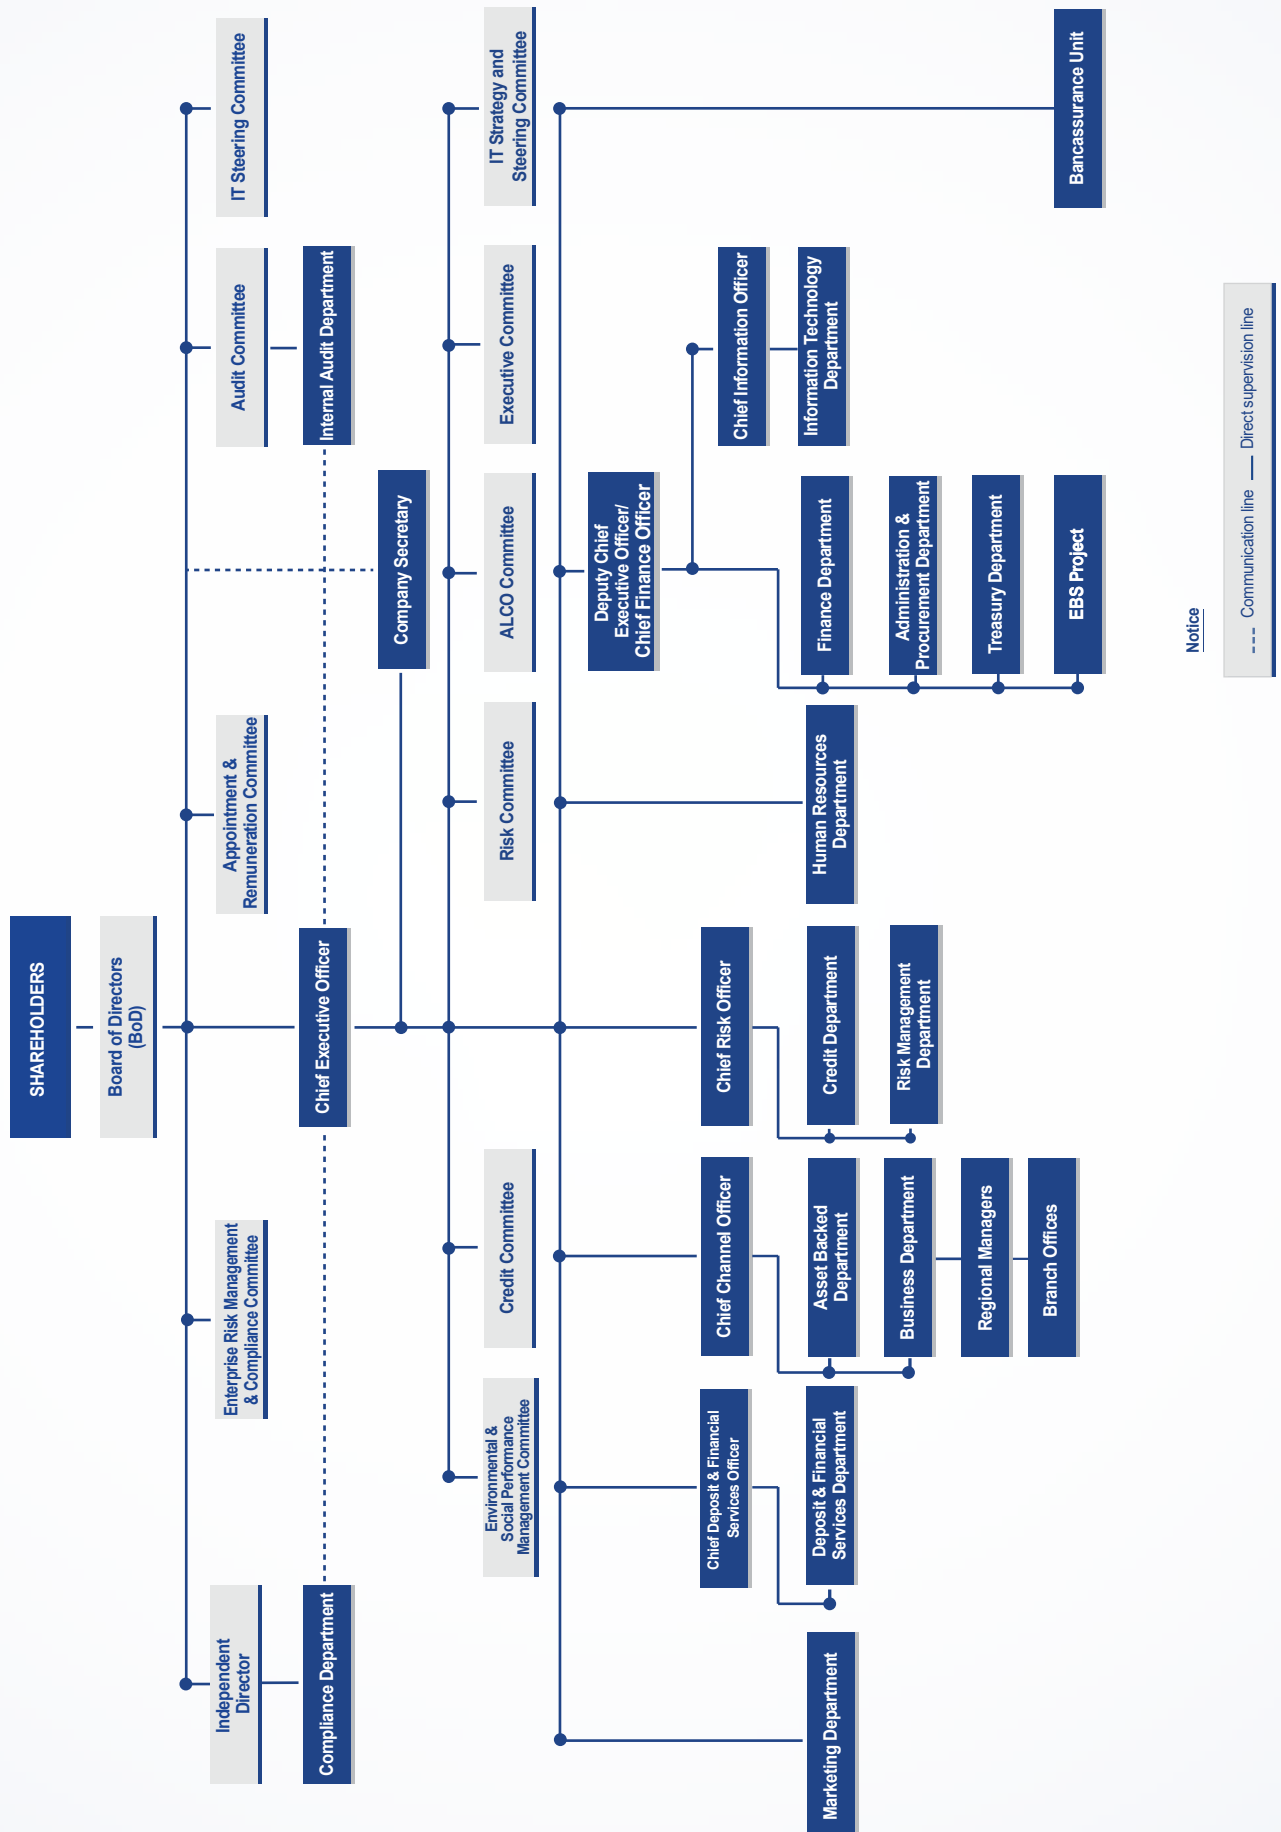 SHAREHOLDERS
Board of Directors
(BoD)
Independent
Director
Enterprise Risk Management
& Compliance Committee
Appointment &
Remuneration Committee
Audit Committee
IT Steering Committee
Compliance Department
Chief Executive Officer
Internal Audit Department
Company Secretary
Environmental &
Social Performance
Management Committee
Credit Committee
Risk Committee
ALCO Committee
Executive Committee
IT Strategy and
Steering Committee
Deputy Chief
Executive Officer/
Chief Finance Officer
Chief Deposit & Financial
Services Officer
Chief Channel Officer
Chief Risk Officer
Chief Information Officer
Marketing Department
Deposit & Financial
Services Department
Asset Backed
Department
Credit Department
Human Resources
Department
Finance Department
Information Technology
Department
Business Department
Risk Management
Department
Administration &
Procurement Department
Regional Managers
Treasury Department
Branch Offices
EBS Project
Bancassurance Unit
Notice
Communication line
Direct supervision line